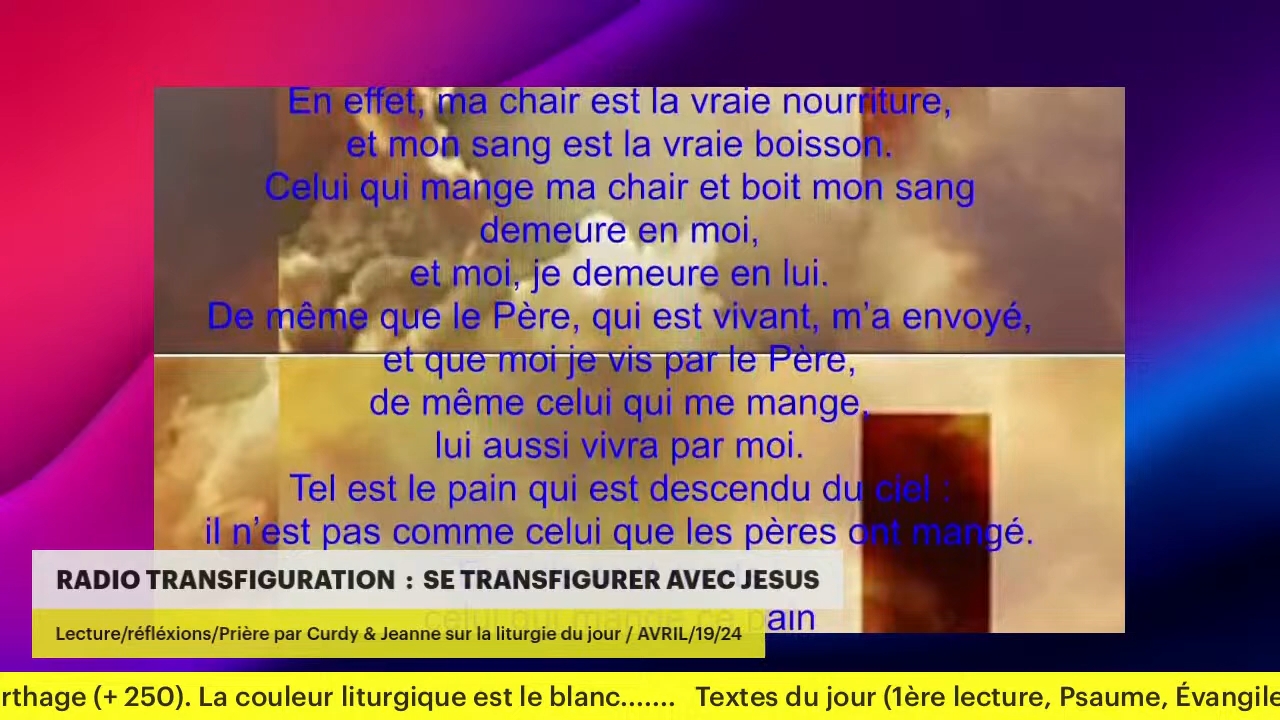 En effet, ma chair est la vraie nourriture,
et mon sang est la vraie boisson.
Celui qui mange ma chair et boit mon sang
demeure en moi,
et moi, je demeure en lui.
De même que le Père, qui est vivant, m’a envoyé,
et que moi je vis par le Père,
de même celui qui me mange,
lui aussi vivra par moi.
Tel est le pain qui est descendu du ciel :
il n’est pas comme celui que les pères ont mangé.
celui qui mange ce pain
RADIO TRANSFIGURATION : SE TRANSFIGURER AVEC JESUS
Lecture/réfléxions/Prière par Curdy & Jeanne sur la liturgie du jour / AVRIL/19/24
rthage (+ 250). La couleur liturgique est le blanc....... Textes du jour (1ère lecture, Psaume, Évangile